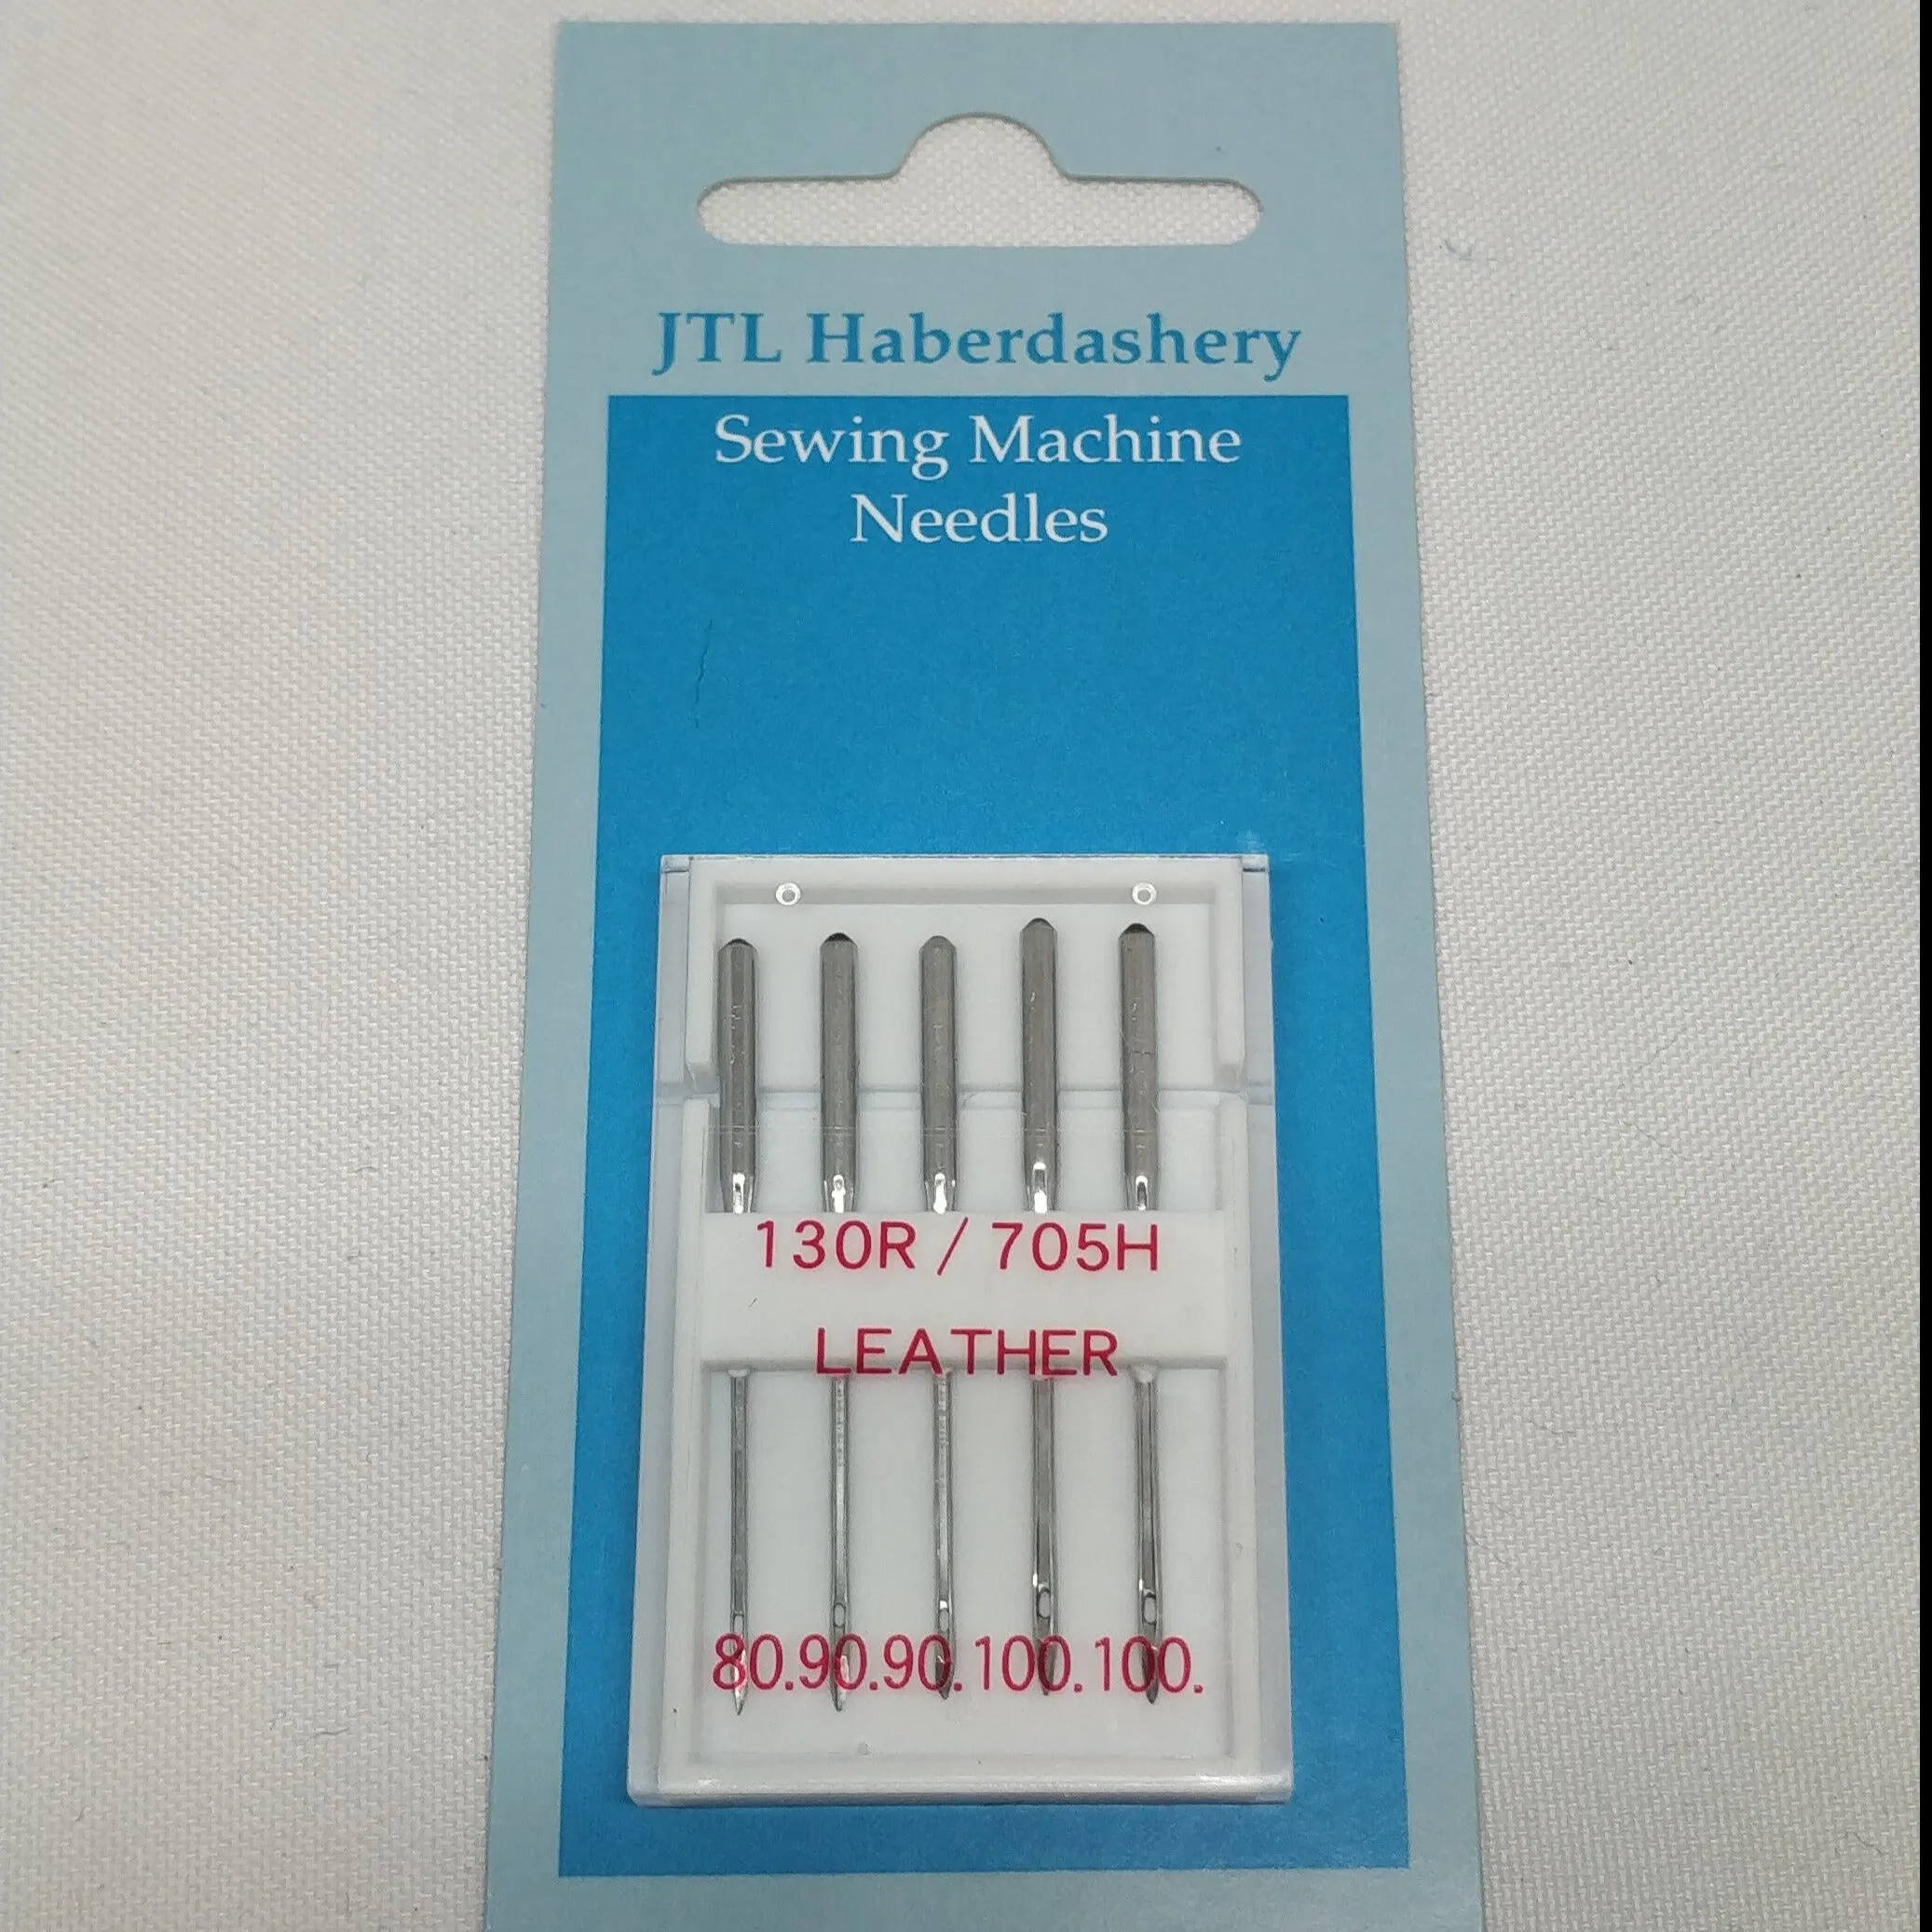 JTL Haberdashery
Sewing Machine
Needles
130R / 705H
LEATHER
80.90.90.100.100.